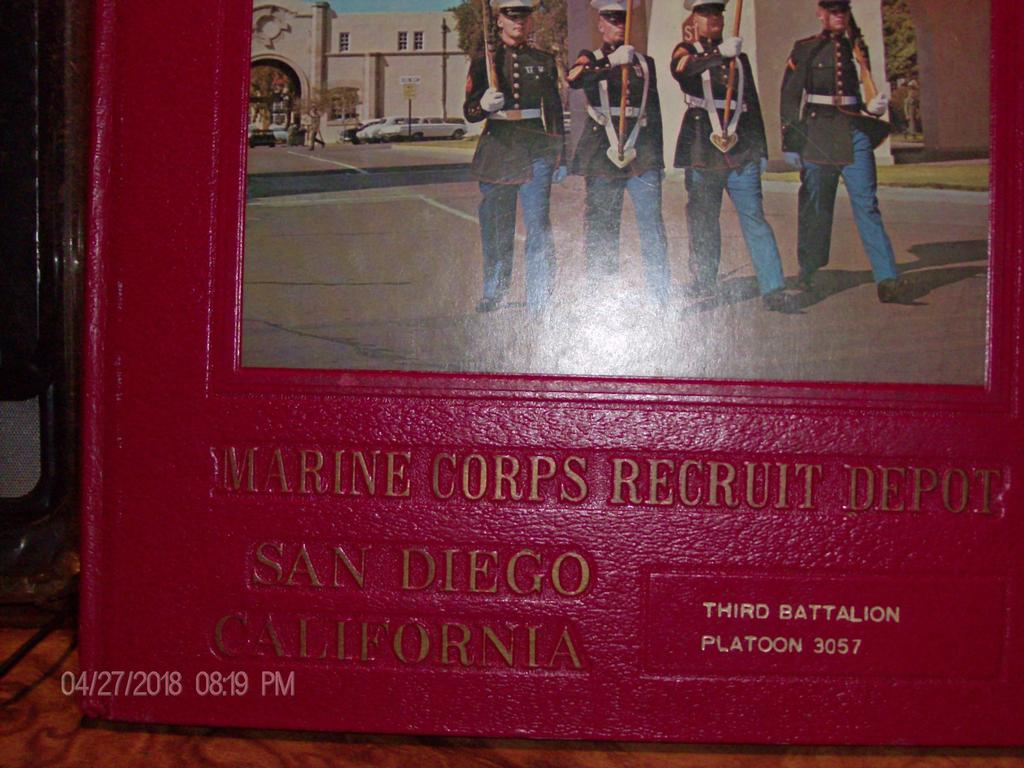 MARINE CORPS RECRUIT DEPOT
SAN DIEGO
CALIFORNIA
THIRD BATTALION
PLATOON 3057
04/27/2018 08:19 PM